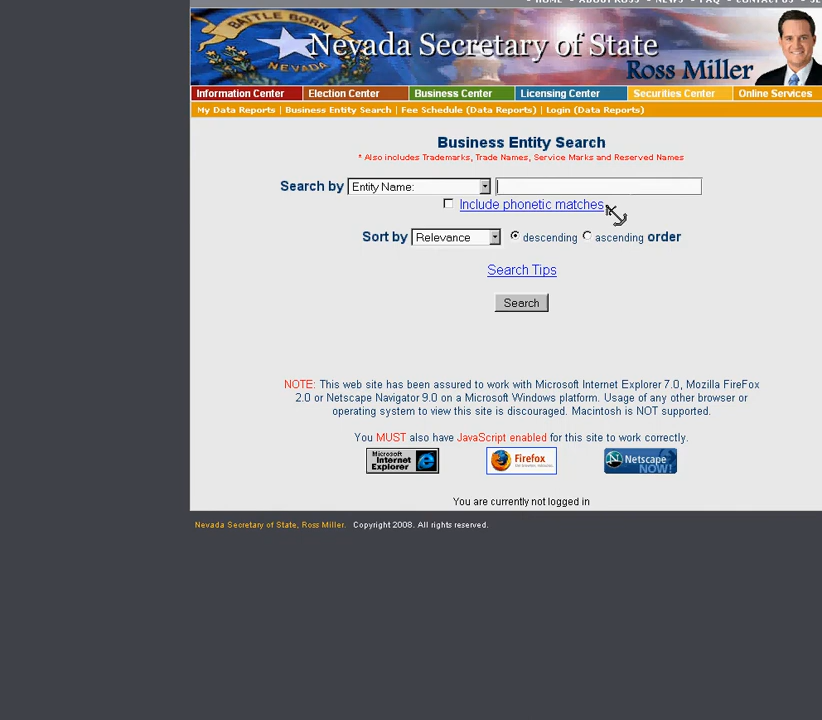 HOME ABOUT ROSS NEWS FAQ CONTACT US
BATTLE BORN
NEVADA
Nevada Secretary of State
Ross Miller
Information Center Election Center Business Center Licensing Center Securities Center Online Services
My Data Reports | Business Entity Search | Fee Schedule (Data Reports) | Login (Data Reports)
Business Entity Search
* Also includes Trademarks, Trade Names, Service Marks and Reserved Names
Search by Entity Name:
Include phonetic matches
Sort by Relevance descending ascending order
Search Tips
Search
NOTE: This web site has been assured to work with Microsoft Internet Explorer 7.0, Mozilla FireFox
2.0 or Netscape Navigator 9.0 on a Microsoft Windows platform. Usage of any other browser or
operating system to view this site is discouraged. Macintosh is NOT supported.
You MUST also have JavaScript enabled for this site to work correctly.
Microsoft Internet Explorer
Firefox
Netscape NOW!
You are currently not logged in
Nevada Secretary of State, Ross Miller. Copyright 2008. All rights reserved.